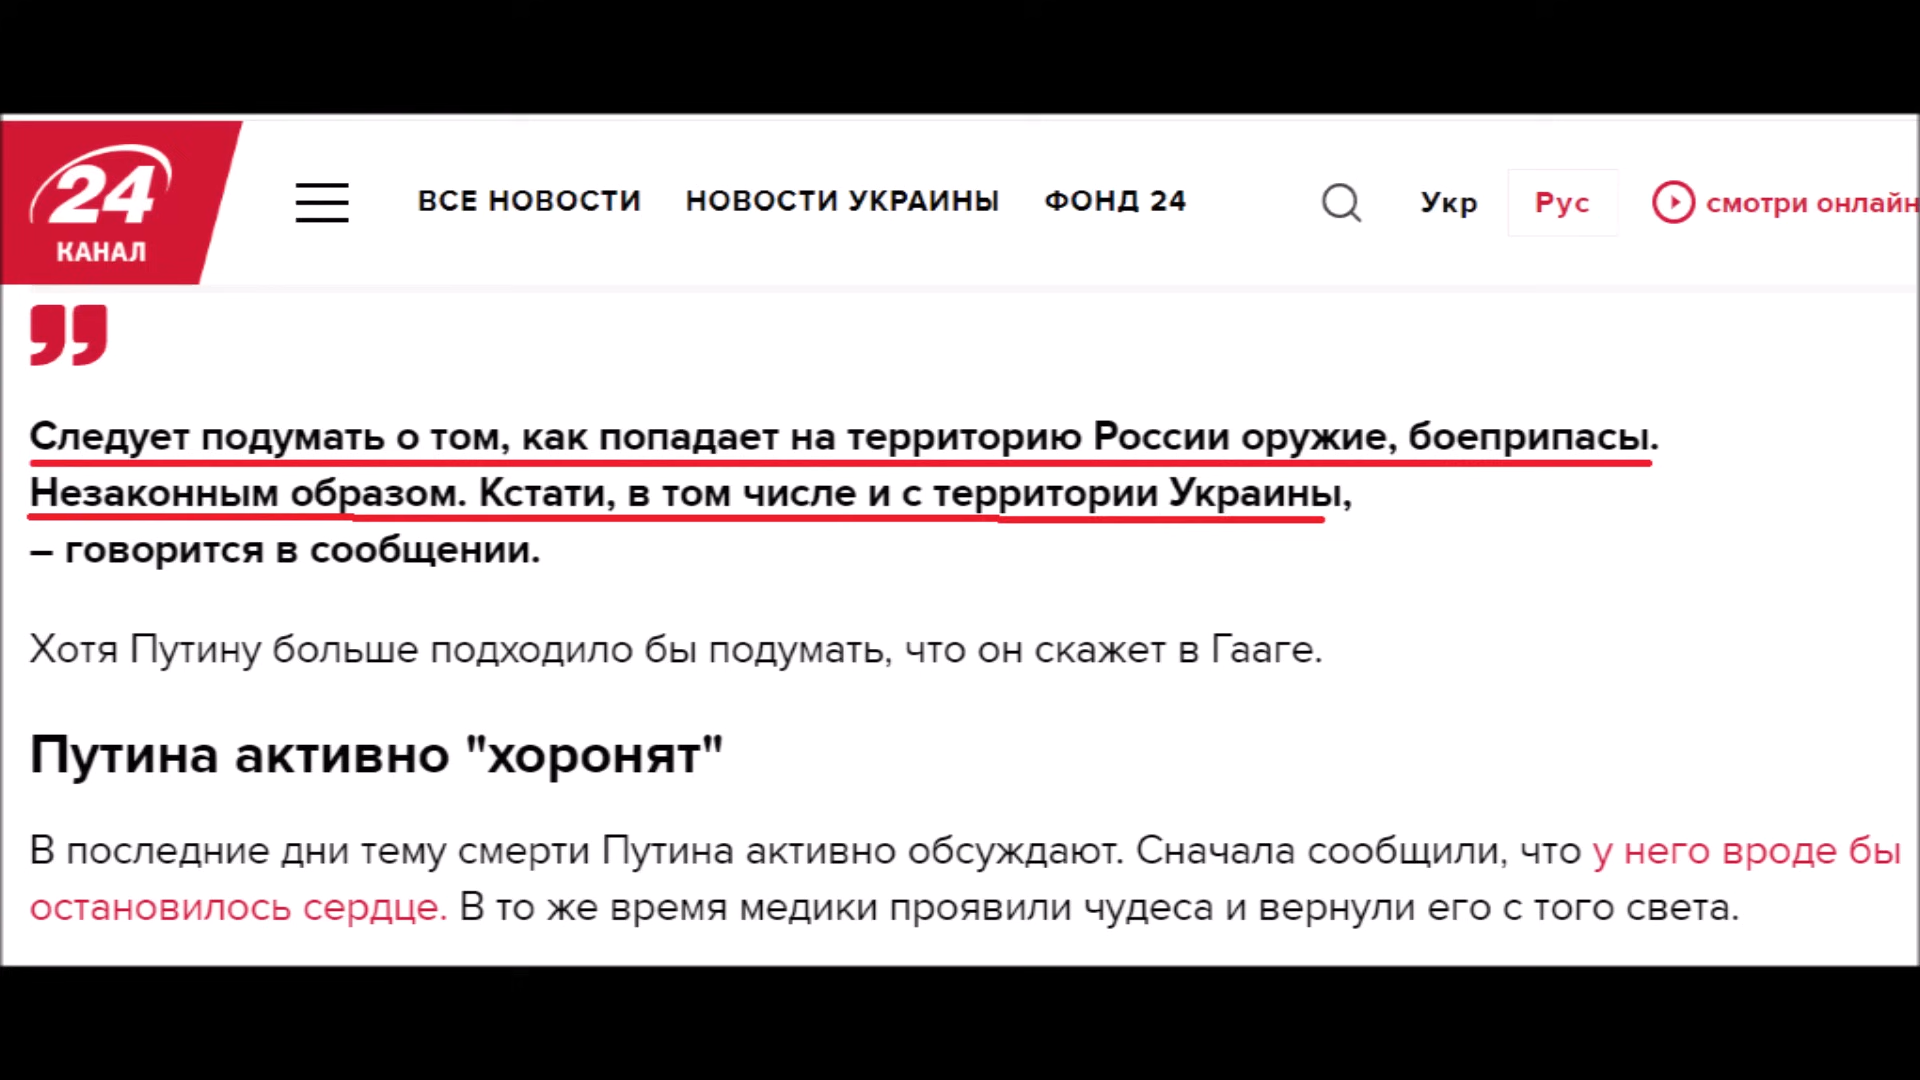 24
КАНАЛ
ВСЕ НОВОСТИ НОВОСТИ УКРАИНЫ ФОНД 24 Укр Рус смотри онлайн
Следует подумать о том, как попадает на территорию России оружие, боеприпасы.
Незаконным образом. Кстати, в том числе и с территории Украины,
– говорится в сообщении.
Хотя Путину больше подходило бы подумать, что он скажет в Гааге.
Путина активно "хоронят"
В последние дни тему смерти Путина активно обсуждают. Сначала сообщили, что у него вроде бы
остановилось сердце. В то же время медики проявили чудеса и вернули его с того света.